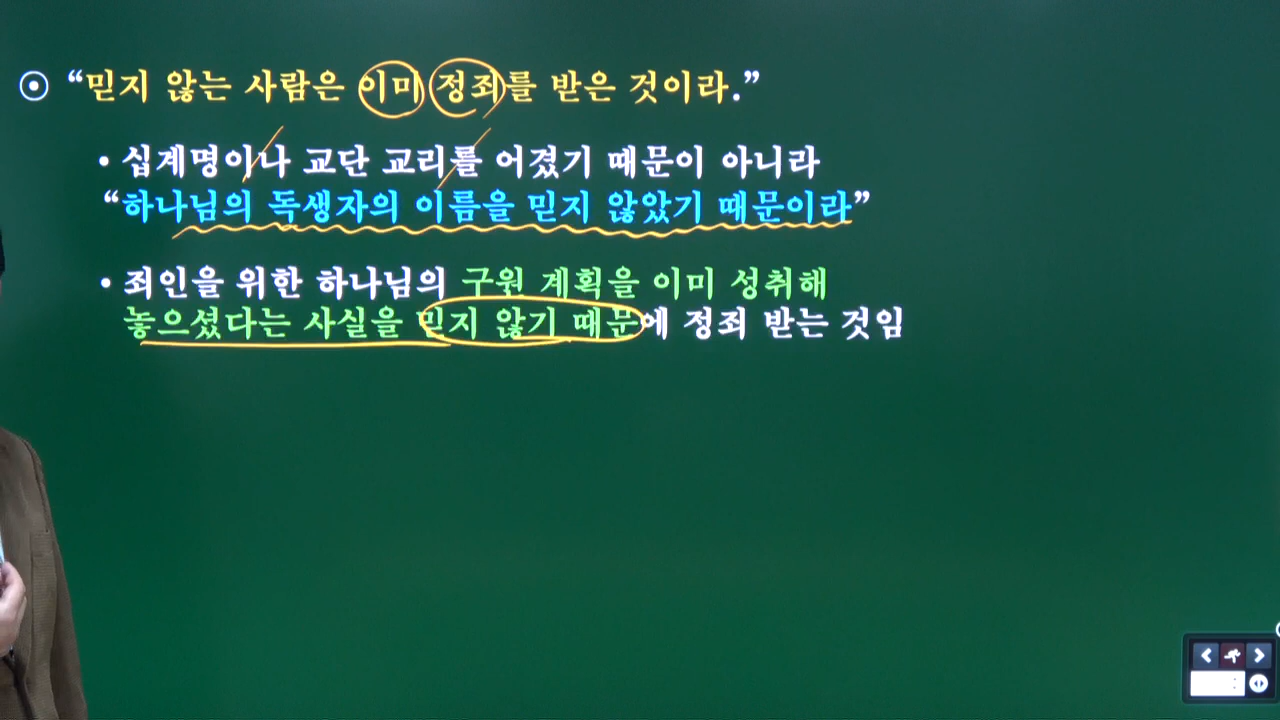 ⊙ “믿지 않는 사람은 이미 정죄를 받은 것이라.”
• 십계명이나 교단 교리를 어겼기 때문이 아니라
“하나님의 독생자의 이름을 믿지 않았기 때문이라”
• 죄인을 위한 하나님의 구원 계획을 이미 성취해
놓으셨다는 사실을 믿지 않기 때문에 정죄 받는 것임